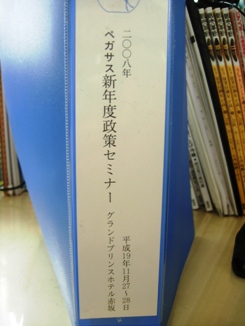 二〇〇八年
ペガサス新年度政策セミナー
平成19年11月27~28日
グランドプリンスホテル赤坂